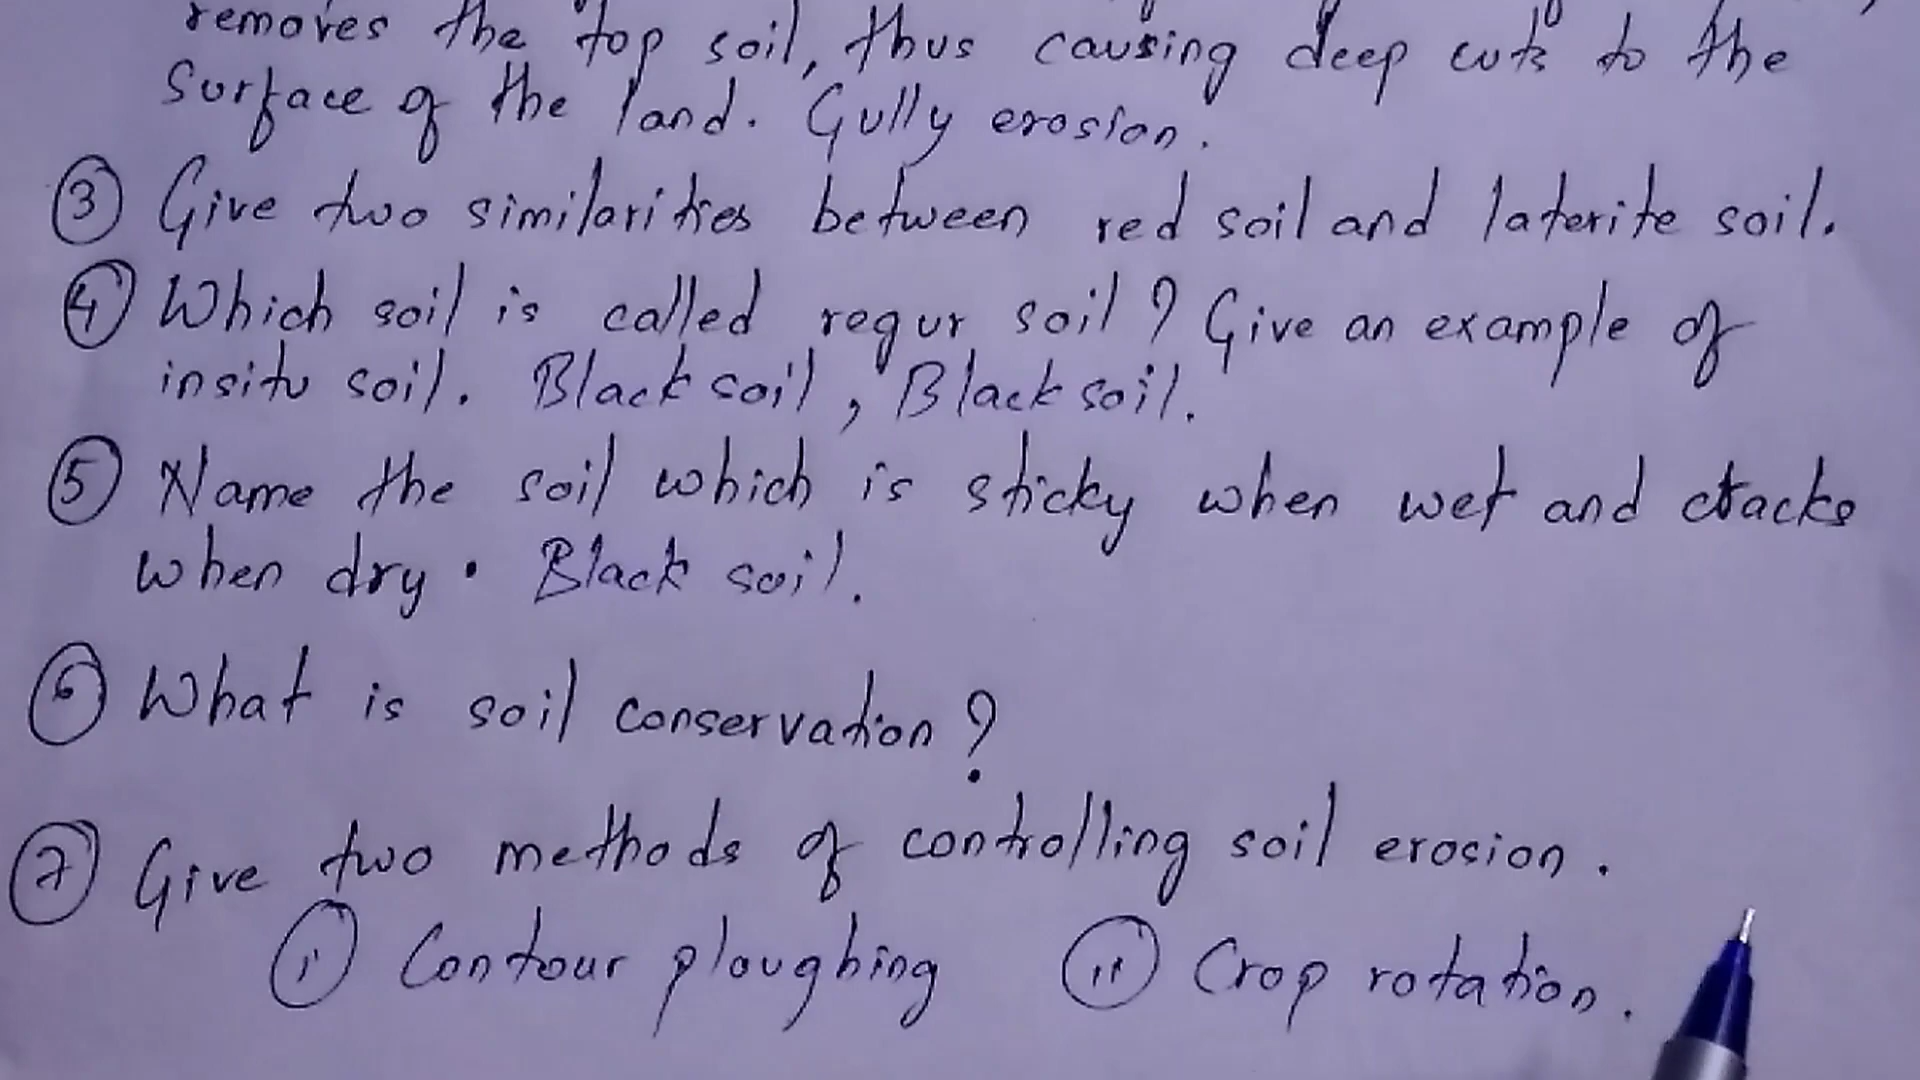 removes the top soil, thus causing deep cuts to the
Surface of the land. Gully erosion.
③ Give two similarities between red soil and laterite soil.
④ Which soil is called regur soil? Give an example of
insitu soil. Black soil, Black soil.
⑤ Name the soil which is sticky when wet and cracks
when dry. Black soil.
⑥ What is soil conservation?
⑦ Give two methods of controlling soil erosion.
ⓘ Contour ploughing ii Crop rotation.